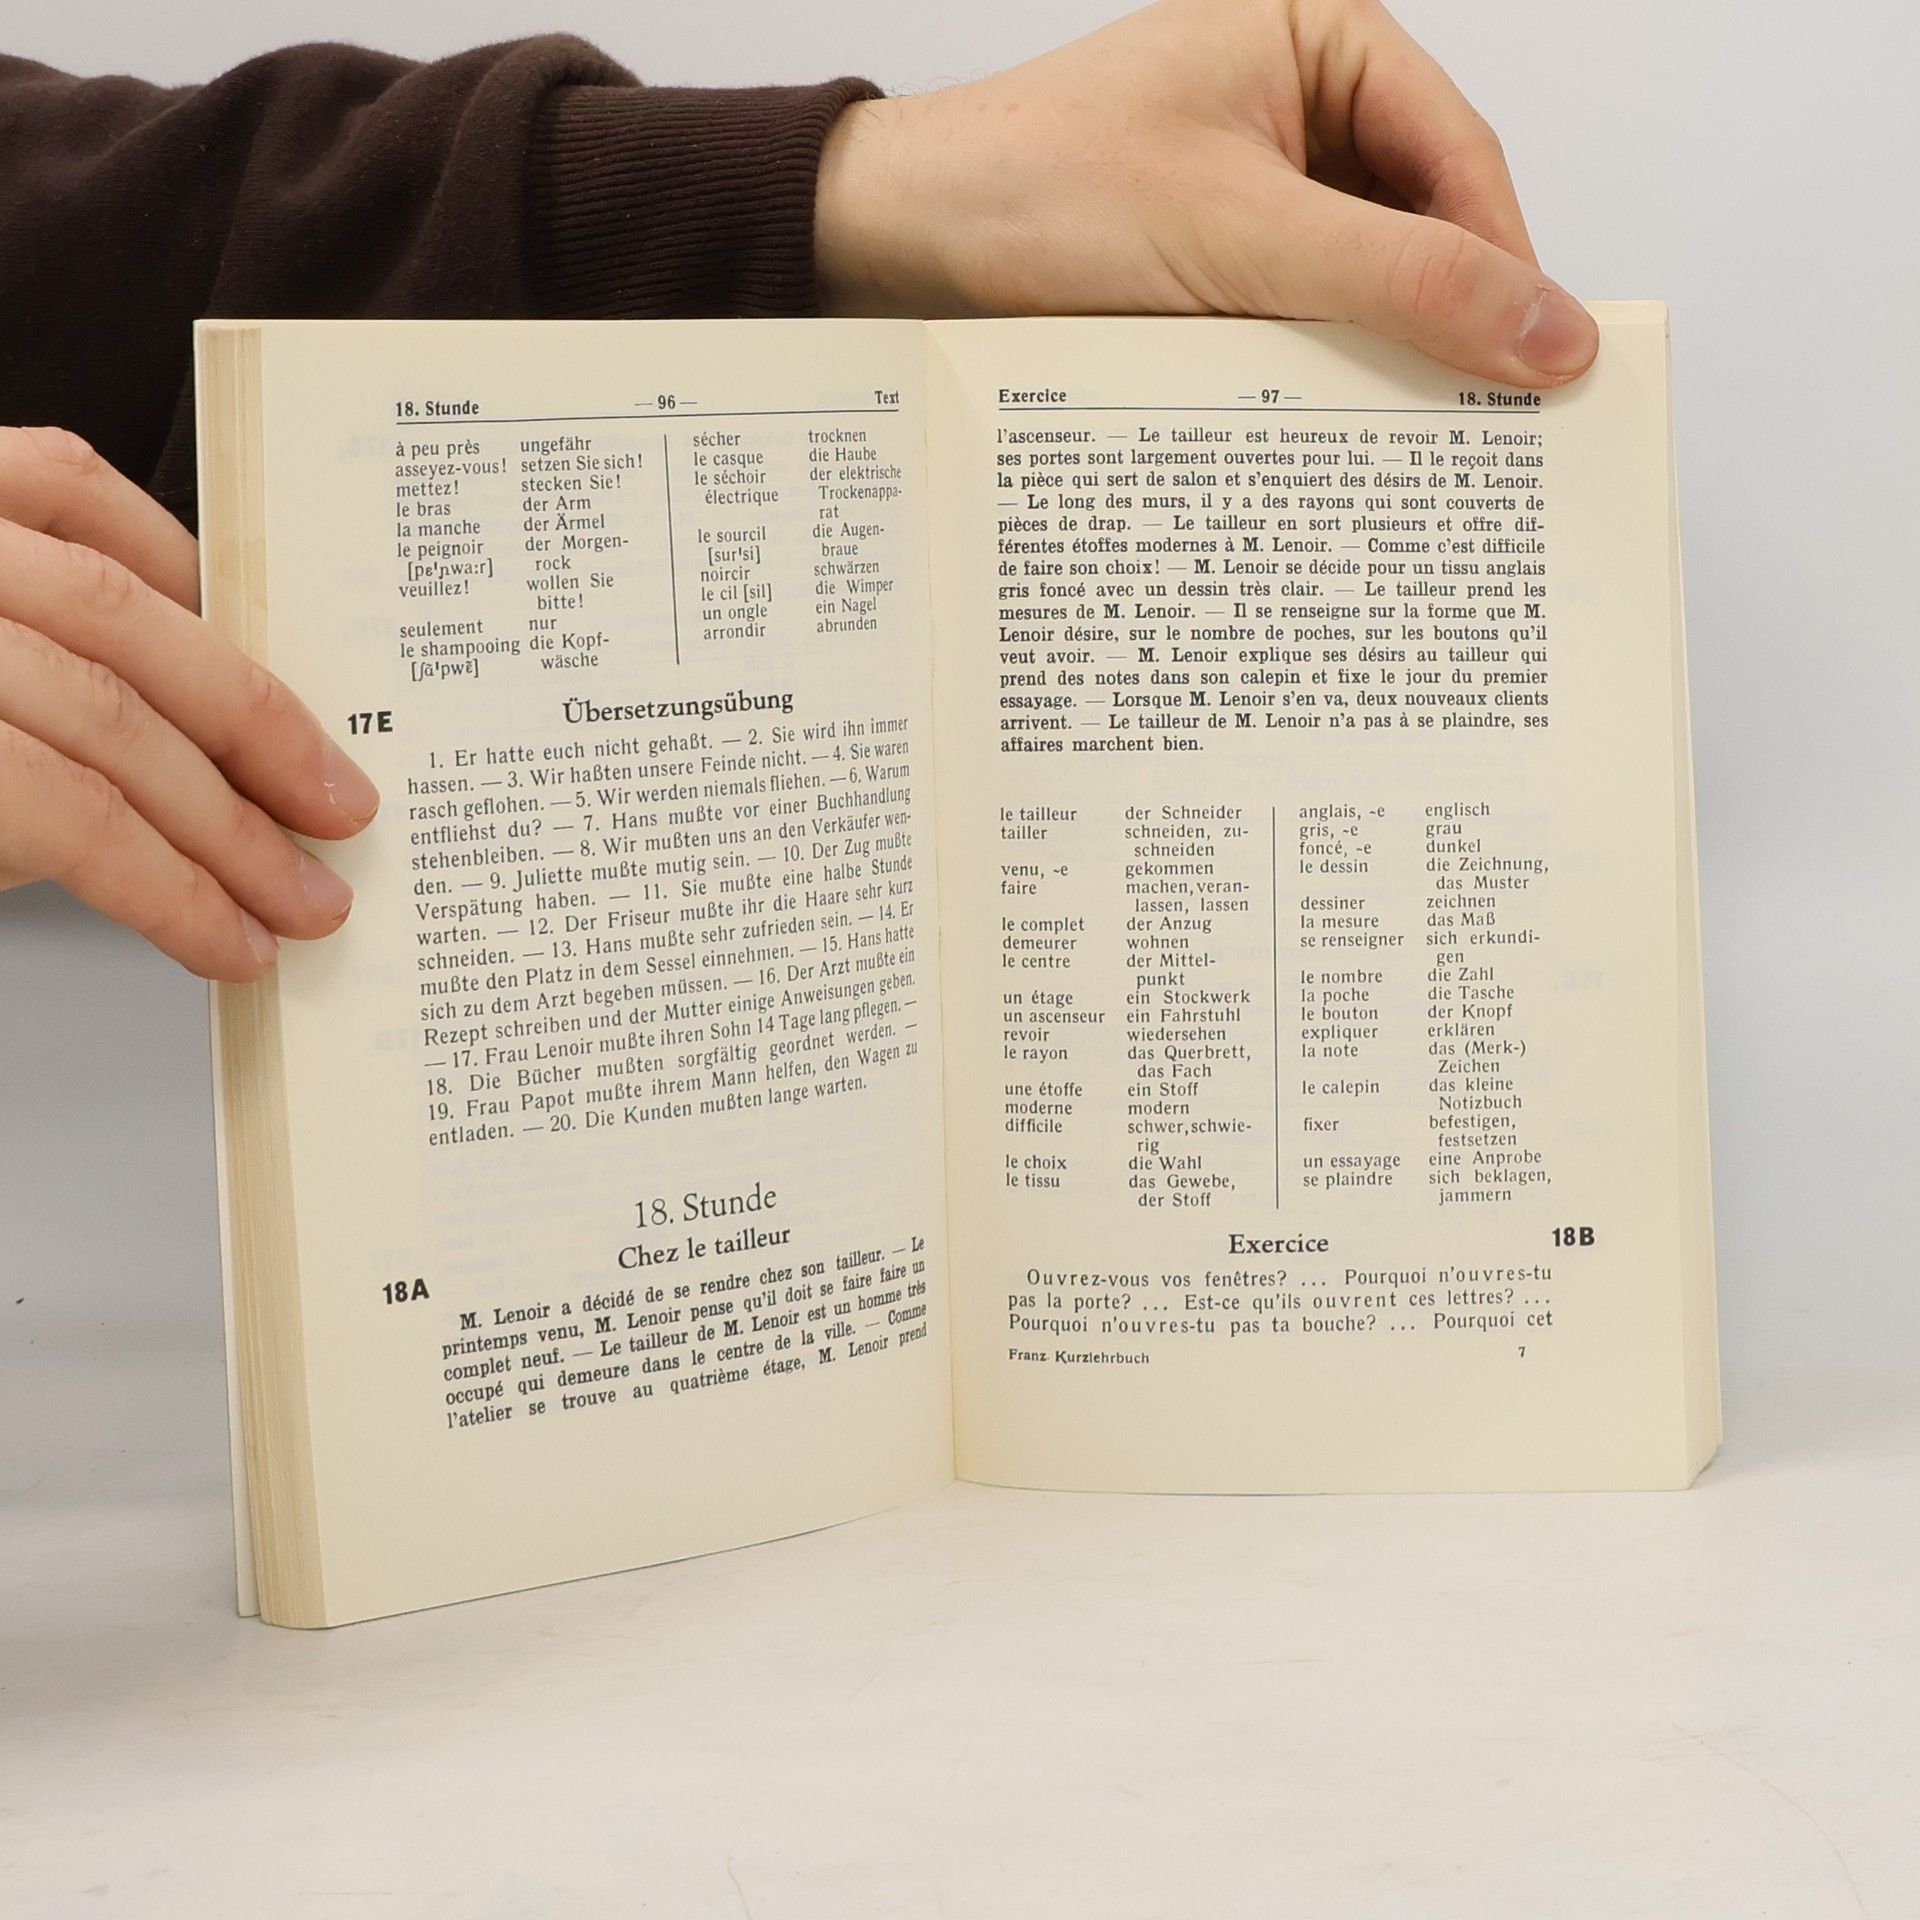 18. Stunde — 96 — Text
à peu près ungefähr
asseyez-vous! setzen Sie sich!
mettez! stecken Sie!
le bras der Arm
la manche der Ärmel
le peignoir der Morgen-
[pɛˈɲwaːr] rock
veuillez! wollen Sie
bitte!
seulement nur
le shampooing die Kopf-
[ʃɑ̃ˈpwɛ̃] wäsche
sécher trocknen
le casque die Haube
le séchoir der elektrische
électrique Trockenappa-
rat
le sourcil die Augen-
[surˈsi] braue
noircir schwärzen
le cil [sil] die Wimper
un ongle ein Nagel
arrondir abrunden
17E Übersetzungsübung
1. Er hatte euch nicht gehaßt. — 2. Sie wird ihn immer
hassen. — 3. Wir haßten unsere Feinde nicht. — 4. Sie waren
rasch geflohen. — 5. Wir werden niemals fliehen. — 6. Warum
entfliehst du? — 7. Hans mußte vor einer Buchhandlung
stehenbleiben. — 8. Wir mußten uns an den Verkäufer wen-
den. — 9. Juliette mußte mutig sein. — 10. Der Zug mußte
Verspätung haben. — 11. Sie mußte eine halbe Stunde
warten. — 12. Der Friseur mußte ihr die Haare sehr kurz
schneiden. — 13. Hans mußte sehr zufrieden sein. — 14. Er
mußte den Platz in dem Sessel einnehmen. — 15. Hans hatte
sich zu dem Arzt begeben müssen. — 16. Der Arzt mußte ein
Rezept schreiben und der Mutter einige Anweisungen geben.
— 17. Frau Lenoir mußte ihren Sohn 14 Tage lang pflegen. —
18. Die Bücher mußten sorgfältig geordnet werden. —
19. Frau Papot mußte ihrem Mann helfen, den Wagen zu
entladen. — 20. Die Kunden mußten lange warten.
18. Stunde
Chez le tailleur
18A
M. Lenoir a décidé de se rendre chez son tailleur. — Le
printemps venu, M. Lenoir pense qu'il doit se faire faire un
complet neuf. — Le tailleur de M. Lenoir est un homme très
occupé qui demeure dans le centre de la ville. — Comme
l'atelier se trouve au quatrième étage, M. Lenoir prend
Exercice — 97 — 18. Stunde
l'ascenseur. — Le tailleur est heureux de revoir M. Lenoir;
ses portes sont largement ouvertes pour lui. — Il le reçoit dans
la pièce qui sert de salon et s'enquiert des désirs de M. Lenoir.
— Le long des murs, il y a des rayons qui sont couverts de
pièces de drap. — Le tailleur en sort plusieurs et offre dif-
férentes étoffes modernes à M. Lenoir. — Comme c'est difficile
de faire son choix! — M. Lenoir se décide pour un tissu anglais
gris foncé avec un dessin très clair. — Le tailleur prend les
mesures de M. Lenoir. — Il se renseigne sur la forme que M.
Lenoir désire, sur le nombre de poches, sur les boutons qu'il
veut avoir. — M. Lenoir explique ses désirs au tailleur qui
prend des notes dans son calepin et fixe le jour du premier
essayage. — Lorsque M. Lenoir s'en va, deux nouveaux clients
arrivent. — Le tailleur de M. Lenoir n'a pas à se plaindre, ses
affaires marchent bien.
le tailleur der Schneider
tailler schneiden, zu-
schneiden
venu, ~e gekommen
faire machen, veran-
lassen, lassen
le complet der Anzug
demeurer wohnen
le centre der Mittel-
punkt
un étage ein Stockwerk
un ascenseur ein Fahrstuhl
revoir wiedersehen
le rayon das Querbrett,
das Fach
une étoffe ein Stoff
moderne modern
difficile schwer, schwie-
rig
le choix die Wahl
le tissu das Gewebe,
der Stoff
anglais, ~e englisch
gris, ~e grau
foncé, ~e dunkel
le dessin die Zeichnung,
das Muster
dessiner zeichnen
la mesure das Maß
se renseigner sich erkundi-
gen
le nombre die Zahl
la poche die Tasche
le bouton der Knopf
expliquer erklären
la note das (Merk-)
Zeichen
le calepin das kleine
Notizbuch
fixer befestigen,
festsetzen
un essayage eine Anprobe
se plaindre sich beklagen,
jammern
Exercice 18B
Ouvrez-vous vos fenêtres? ... Pourquoi n'ouvres-tu
pas la porte? ... Est-ce qu'ils ouvrent ces lettres? ...
Pourquoi n'ouvres-tu pas ta bouche? ... Pourquoi cet
Franz. Kurzlehrbuch 7